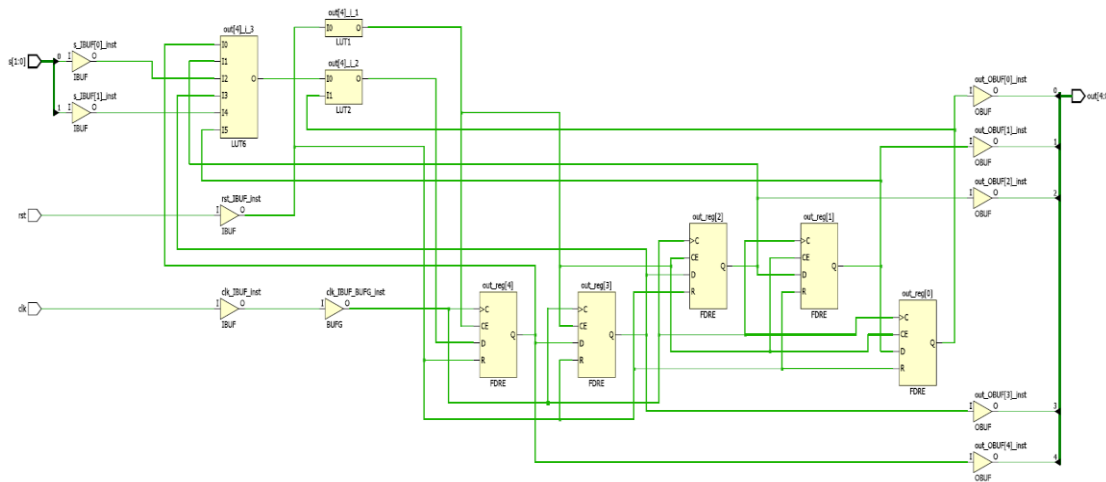 out[4]_i_1
I0 O
LUT1
out[4]_i_3
I0
I1
I2
I3
I4
I5
O
LUT6
s[1:0]
0
1
s_IBUF[0]_inst
I O
IBUF
s_IBUF[1]_inst
I O
IBUF
out[4]_i_2
I0 O
I1
LUT2
rst
rst_IBUF_inst
I O
IBUF
clk
clk_IBUF_inst
I O
IBUF
clk_IBUF_BUFG_inst
I O
BUFG
out_reg[4]
C
CE
D
R
Q
FDRE
out_reg[3]
C
CE
D
R
Q
FDRE
out_reg[2]
C
CE
D
R
Q
FDRE
out_reg[1]
C
CE
D
R
Q
FDRE
out_reg[0]
C
CE
D
R
Q
FDRE
out_OBUF[0]_inst
I O
OBUF
out_OBUF[1]_inst
I O
OBUF
out_OBUF[2]_inst
I O
OBUF
out_OBUF[3]_inst
I O
OBUF
out_OBUF[4]_inst
I O
OBUF
0
1
2
3
4